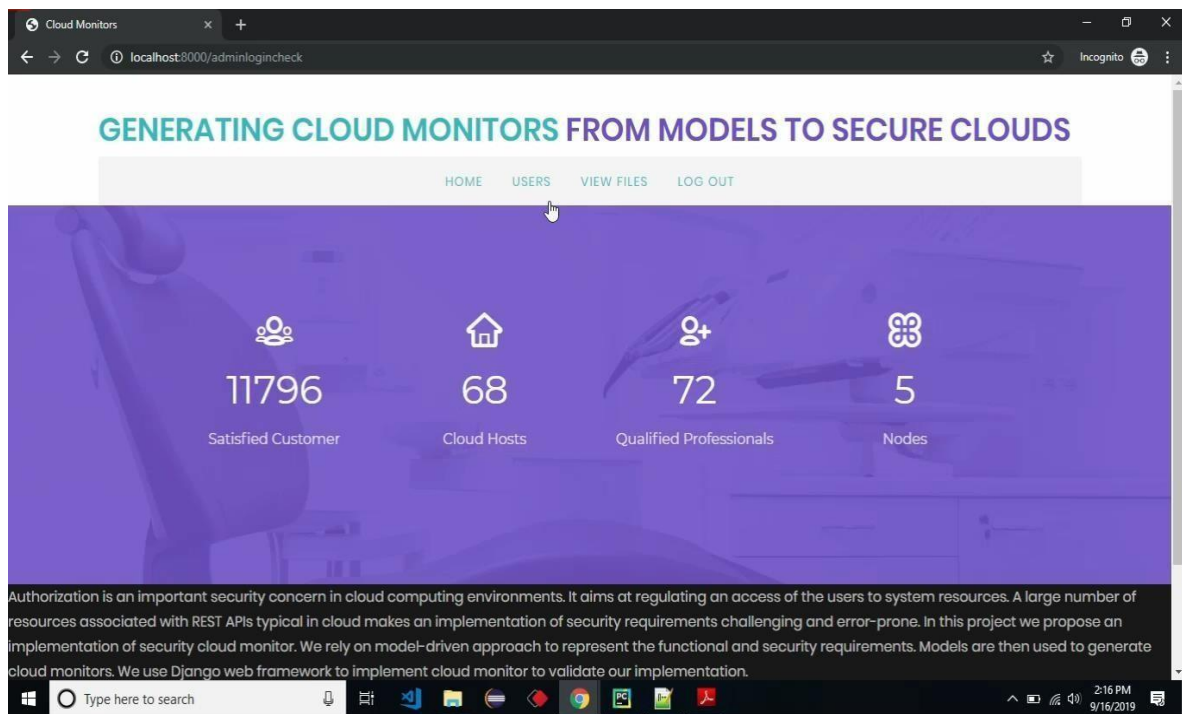 Cloud Monitors
localhost:8000/adminlogincheck
Incognito
GENERATING CLOUD MONITORS FROM MODELS TO SECURE CLOUDS
HOME USERS VIEW FILES LOG OUT
11796 68 72 5
Satisfied Customer Cloud Hosts Qualified Professionals Nodes
Authorization is an important security concern in cloud computing environments. It aims at regulating an access of the users to system resources. A large number of
resources associated with REST APIs typical in cloud makes an implementation of security requirements challenging and error-prone. In this project we propose an
implementation of security cloud monitor. We rely on model-driven approach to represent the functional and security requirements. Models are then used to generate
cloud monitors. We use Django web framework to implement cloud monitor to validate our implementation.
Type here to search
PC
2:16 PM
9/16/2019